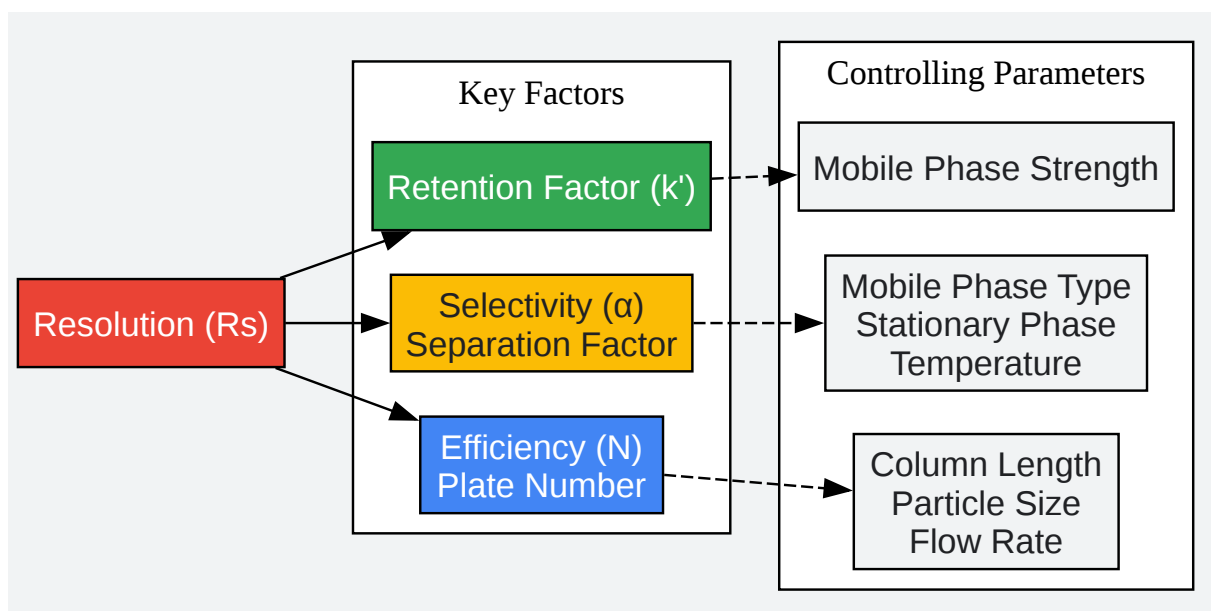 Resolution (Rs)
Key Factors
Retention Factor (k')
Selectivity (α)
Separation Factor
Efficiency (N)
Plate Number
Controlling Parameters
Mobile Phase Strength
Mobile Phase Type
Stationary Phase
Temperature
Column Length
Particle Size
Flow Rate